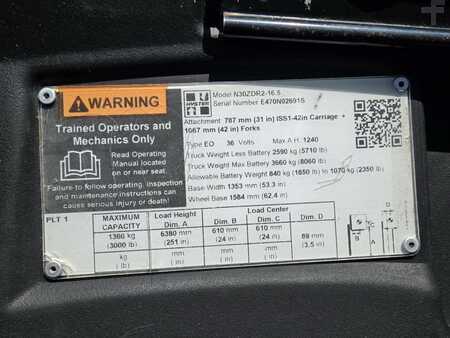 WARNING
Trained Operators and
Mechanics Only
Read Operating
Manual Located
on or near seat.
Failure to follow operating, inspection
and maintenance instructions can
cause serious injury or death!
HYSTER
Model N30ZDR2-16.5
Serial Number E470N02691S
Attachment 787 mm (31 in) ISS1-42in Carriage +
1067 mm (42 in) Forks
Type EO 36 Volts Max A.H. 1240
Truck Weight Less Battery 2590 kg (5710 lb)
Truck Weight Max Battery 3660 kg (8060 lb)
Allowable Battery Weight 840 kg (1850 lb) to 1070 kg (2350 lb)
Base Width 1353 mm (53.3 in)
Wheel Base 1584 mm (62.4 in)
PLT 1
MAXIMUM CAPACITY Load Height Dim. A Load Center Dim. B Dim. C Dim. D
1360 kg 6380 mm 610 mm 610 mm 89 mm
(3000 lb) (251 in) (24 in) (24 in) (3.5 in)
kg mm mm mm mm
(lb) (in) (in) (in) (in)
B
C
A
D